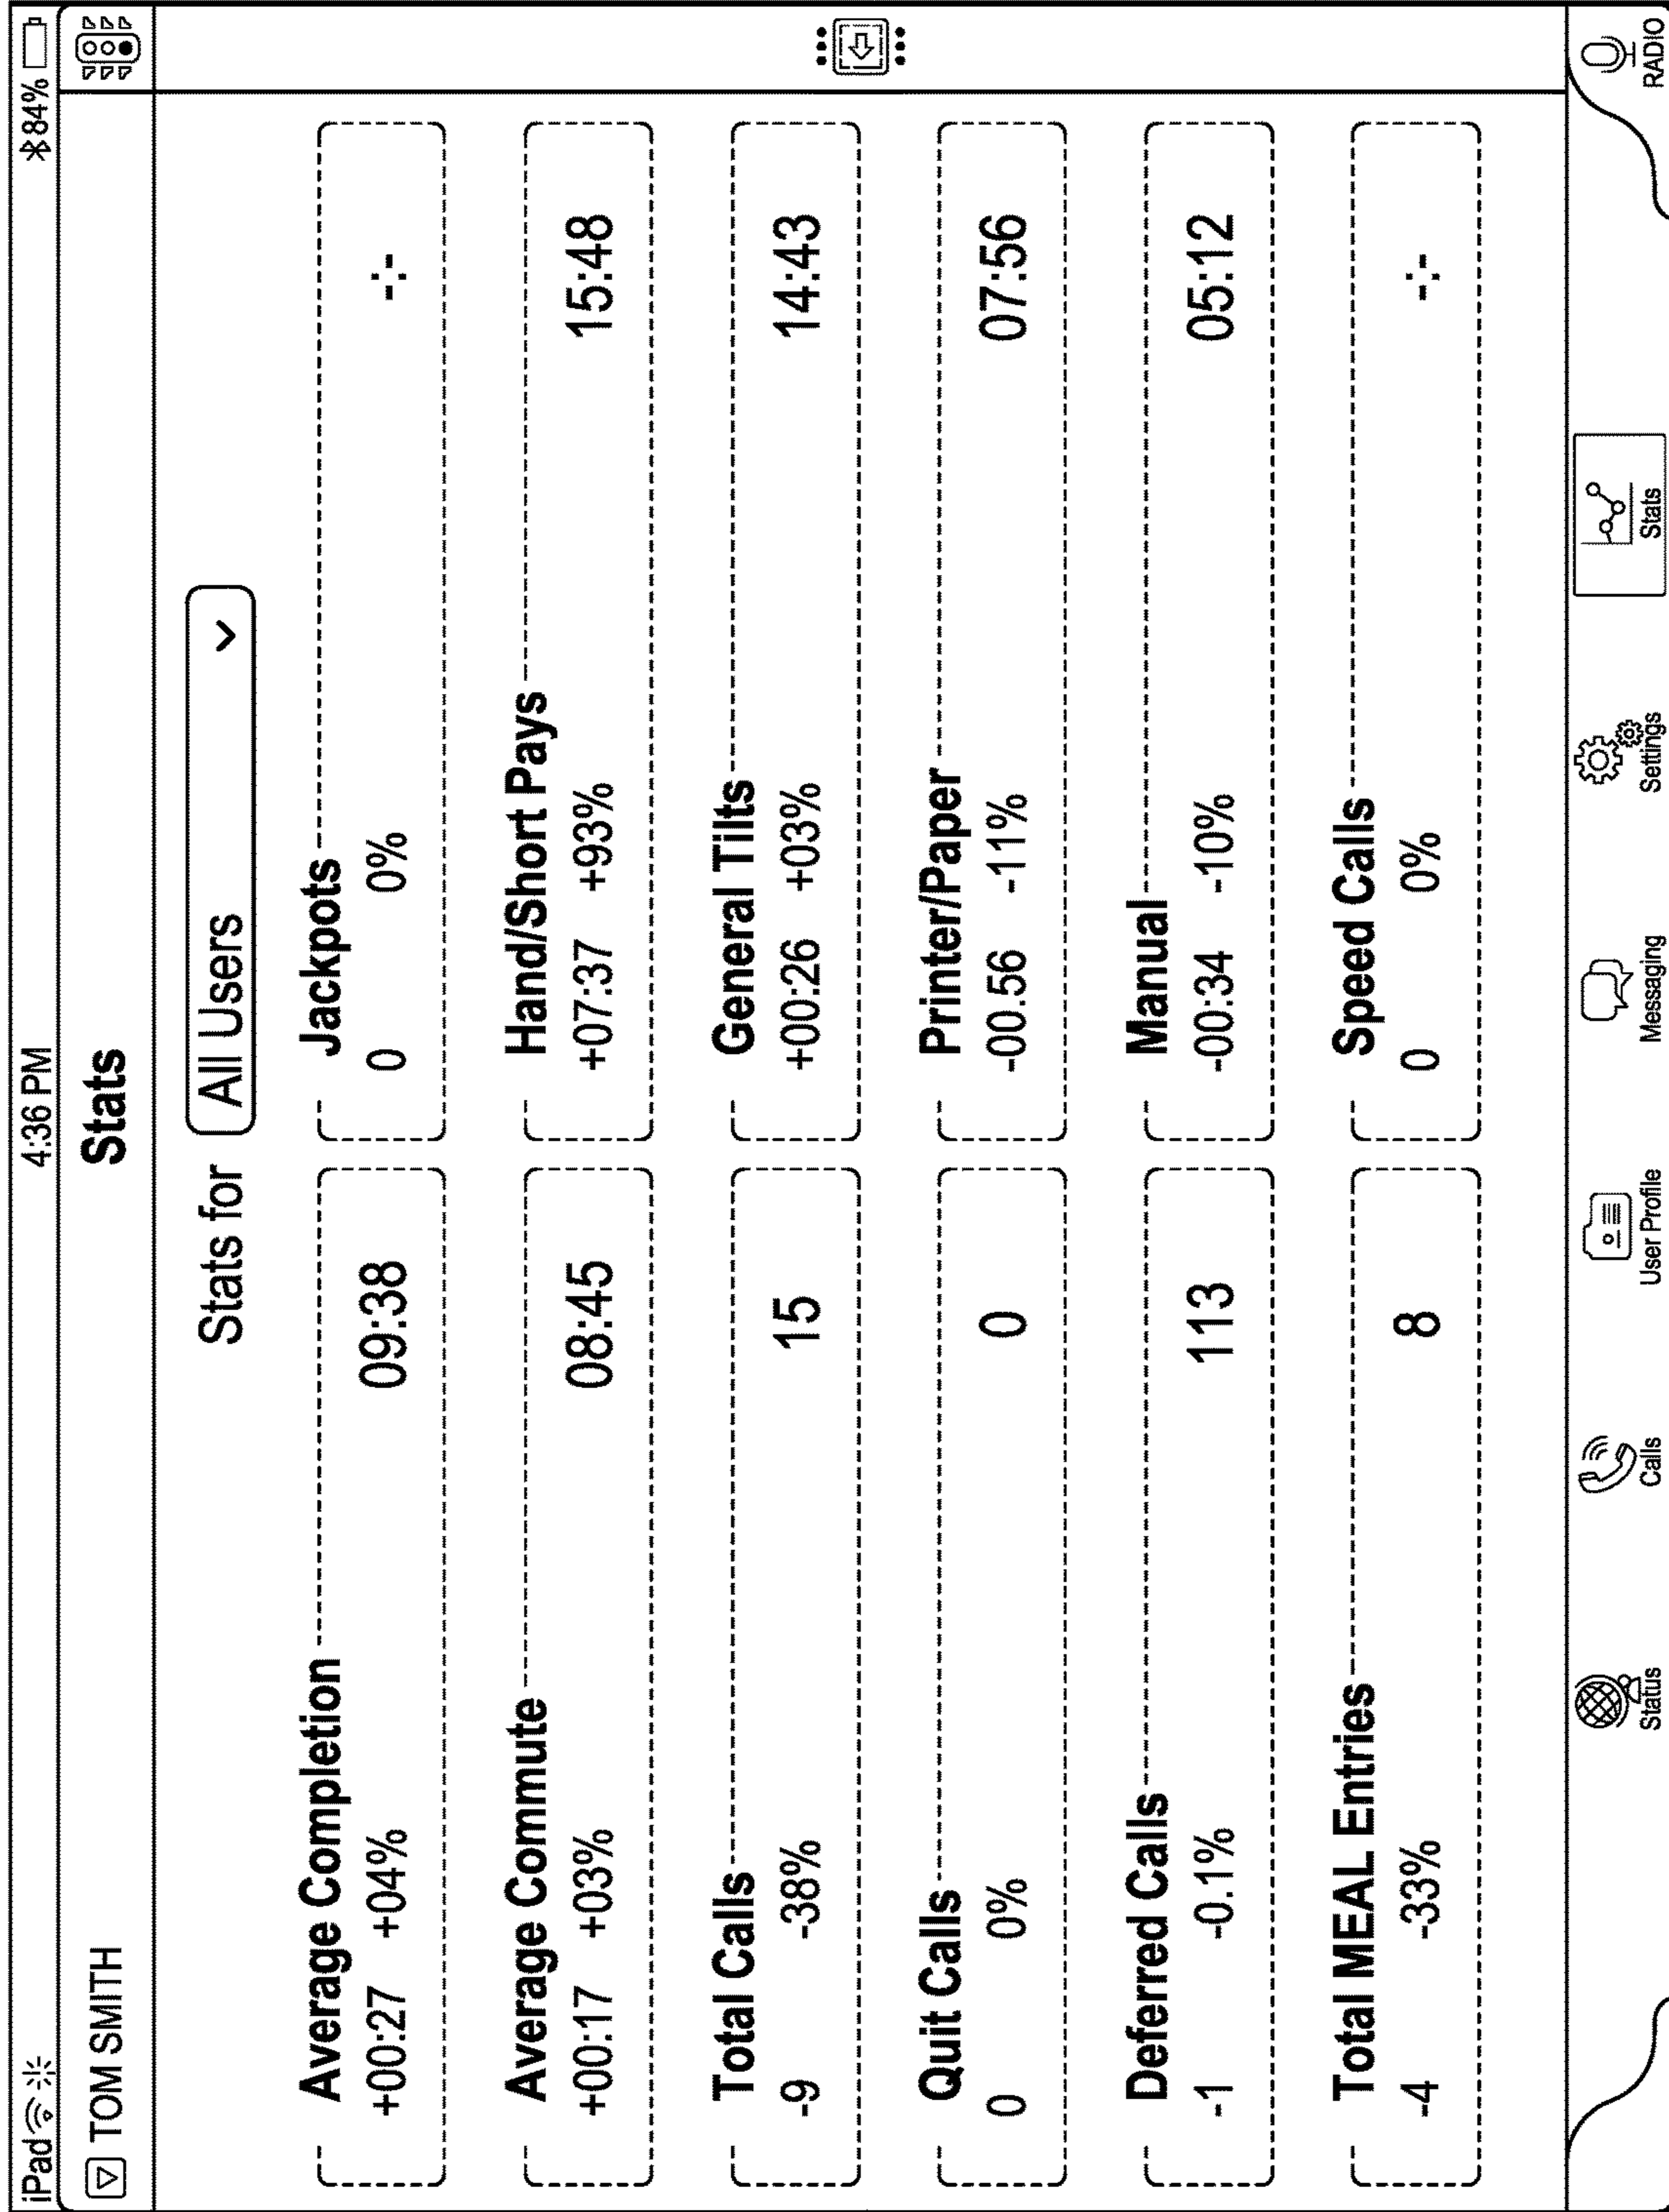 iPad 4:36 PM 84%
TOM SMITH Stats
Stats for All Users
Average Completion
+00:27 +04% 09:38
Jackpots
0 0% -:-
Average Commute
+00:17 +03% 08:45
Hand/Short Pays
+07:37 +93% 15:48
Total Calls
-9 -38% 15
General Tilts
+00:26 +03% 14:43
Quit Calls
0 0% 0
Printer/Paper
-00.56 -11% 07:56
Deferred Calls
-1 -0.1% 113
Manual
-00:34 -10% 05:12
Total MEAL Entries
-4 -33% 8
Speed Calls
0 0% -:-
Status Calls User Profile Messaging Settings Stats RADIO